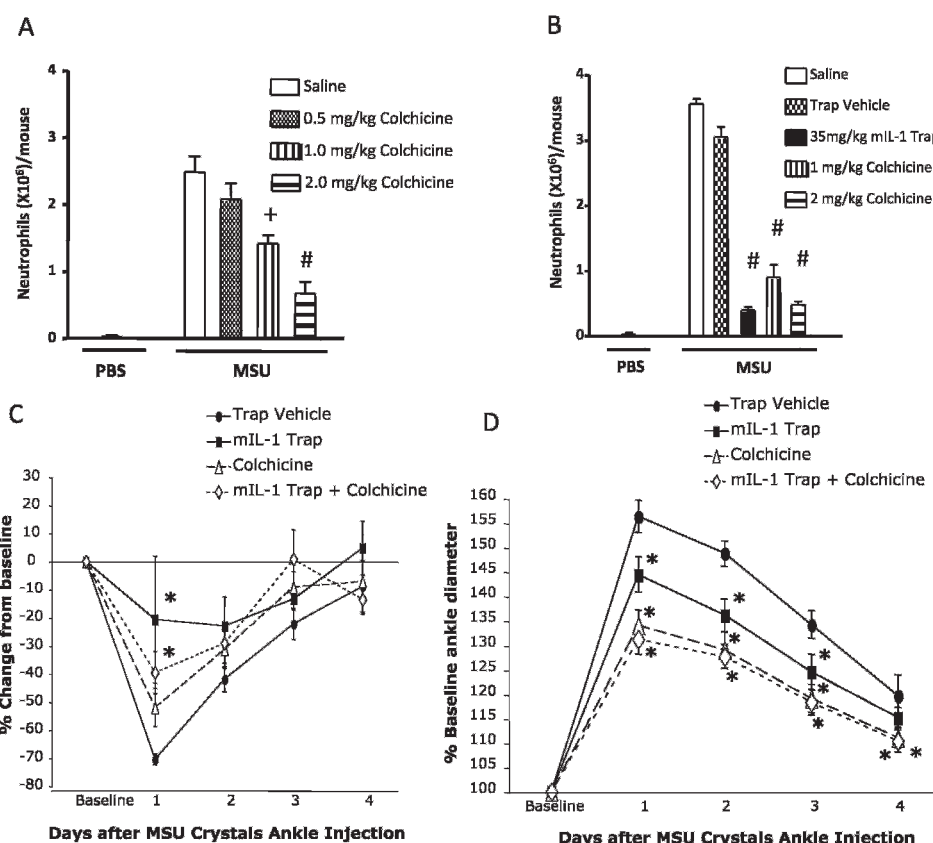 A
4
3
2
1
0
Neutrophils (X10⁶)/mouse
Saline
0.5 mg/kg Colchicine
1.0 mg/kg Colchicine
2.0 mg/kg Colchicine
+
#
PBS
MSU
B
4
3
2
1
0
Neutrophils (X10⁶)/mouse
Saline
Trap Vehicle
35mg/kg mIL-1 Trap
1 mg/kg Colchicine
2 mg/kg Colchicine
#
#
#
PBS
MSU
C
Trap Vehicle
mIL-1 Trap
Colchicine
mIL-1 Trap + Colchicine
30
20
10
0
-10
-20
-30
-40
-50
-60
-70
-80
% Change from baseline
*
*
Baseline 1 2 3 4
Days after MSU Crystals Ankle Injection
D
Trap Vehicle
mIL-1 Trap
Colchicine
mIL-1 Trap + Colchicine
160
155
150
145
140
135
130
125
120
115
110
105
100
% Baseline ankle diameter
*
*
*
*
*
*
*
*
*
*
*
Baseline 1 2 3 4
Days after MSU Crystals Ankle Injection